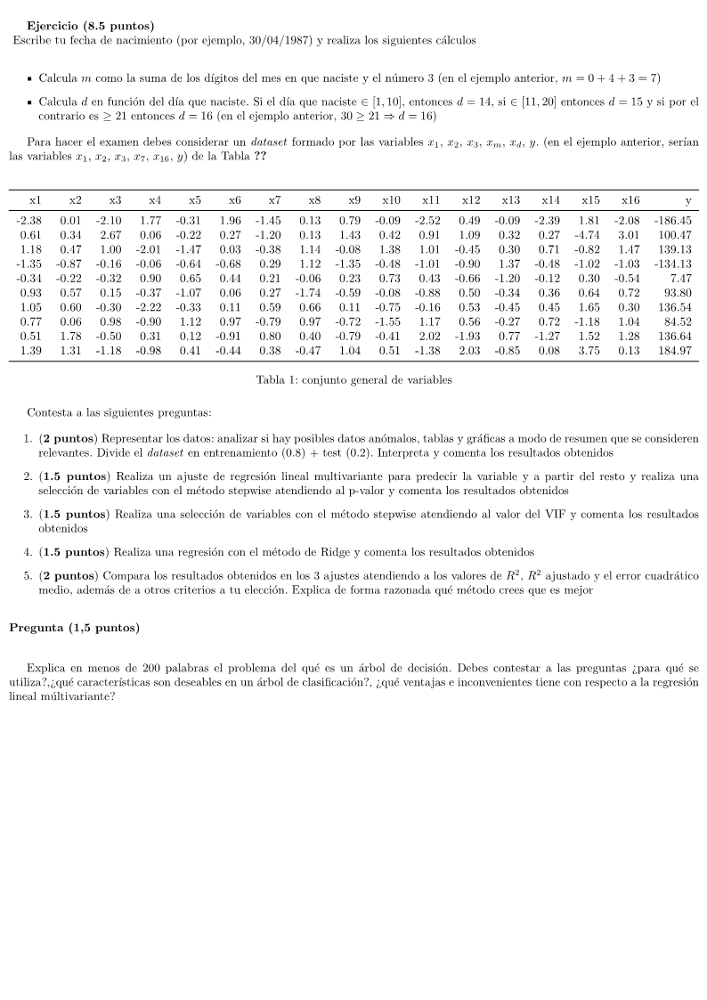 Ejercicio (8.5 puntos)
Escribe tu fecha de nacimiento (por ejemplo, 30/04/1987) y realiza los siguientes cálculos
▪ Calcula m como la suma de los dígitos del mes en que naciste y el número 3 (en el ejemplo anterior, m = 0 + 4 + 3 = 7)
▪ Calcula d en función del día que naciste. Si el día que naciste ∈ [1, 10], entonces d = 14, si ∈ [11, 20] entonces d = 15 y si por el
contrario es ≥ 21 entonces d = 16 (en el ejemplo anterior, 30 ≥ 21 ⇒ d = 16)
Para hacer el examen debes considerar un dataset formado por las variables x1, x2, x3, xm, xd, y. (en el ejemplo anterior, serían
las variables x1, x2, x3, x7, x16, y) de la Tabla ??
x1 x2 x3 x4 x5 x6 x7 x8 x9 x10 x11 x12 x13 x14 x15 x16 y
-2.38 0.01 -2.10 1.77 -0.31 1.96 -1.45 0.13 0.79 -0.09 -2.52 0.49 -0.09 -2.39 1.81 -2.08 -186.45
0.61 0.34 2.67 0.06 -0.22 0.27 -1.20 0.13 1.43 0.42 0.91 1.09 0.32 0.27 -4.74 3.01 100.47
1.18 0.47 1.00 -2.01 -1.47 0.03 -0.38 1.14 -0.08 1.38 1.01 -0.45 0.30 0.71 -0.82 1.47 139.13
-1.35 -0.87 -0.16 -0.06 -0.64 -0.68 0.29 1.12 -1.35 -0.48 -1.01 -0.90 1.37 -0.48 -1.02 -1.03 -134.13
-0.34 -0.22 -0.32 0.90 0.65 0.44 0.21 -0.06 0.23 0.73 0.43 -0.66 -1.20 -0.12 0.30 -0.54 7.47
0.93 0.57 0.15 -0.37 -1.07 0.06 0.27 -1.74 -0.59 -0.08 -0.88 0.50 -0.34 0.36 0.64 0.72 93.80
1.05 0.60 -0.30 -2.22 -0.33 0.11 0.59 0.66 0.11 -0.75 -0.16 0.53 -0.45 0.45 1.65 0.30 136.54
0.77 0.06 0.98 -0.90 1.12 0.97 -0.79 0.97 -0.72 -1.55 1.17 0.56 -0.27 0.72 -1.18 1.04 84.52
0.51 1.78 -0.50 0.31 0.12 -0.91 0.80 0.40 -0.79 -0.41 2.02 -1.93 0.77 -1.27 1.52 1.28 136.64
1.39 1.31 -1.18 -0.98 0.41 -0.44 0.38 -0.47 1.04 0.51 -1.38 2.03 -0.85 0.08 3.75 0.13 184.97
Tabla 1: conjunto general de variables
Contesta a las siguientes preguntas:
1. (2 puntos) Representar los datos: analizar si hay posibles datos anómalos, tablas y gráficas a modo de resumen que se consideren
relevantes. Divide el dataset en entrenamiento (0.8) + test (0.2). Interpreta y comenta los resultados obtenidos
2. (1.5 puntos) Realiza un ajuste de regresión lineal multivariante para predecir la variable y a partir del resto y realiza una
selección de variables con el método stepwise atendiendo al p-valor y comenta los resultados obtenidos
3. (1.5 puntos) Realiza una selección de variables con el método stepwise atendiendo al valor del VIF y comenta los resultados
obtenidos
4. (1.5 puntos) Realiza una regresión con el método de Ridge y comenta los resultados obtenidos
5. (2 puntos) Compara los resultados obtenidos en los 3 ajustes atendiendo a los valores de R², R² ajustado y el error cuadrático
medio, además de a otros criterios a tu elección. Explica de forma razonada qué método crees que es mejor
Pregunta (1,5 puntos)
Explica en menos de 200 palabras el problema del qué es un árbol de decisión. Debes contestar a las preguntas ¿para qué se
utiliza?,¿qué características son deseables en un árbol de clasificación?, ¿qué ventajas e inconvenientes tiene con respecto a la regresión
lineal múltivariante?